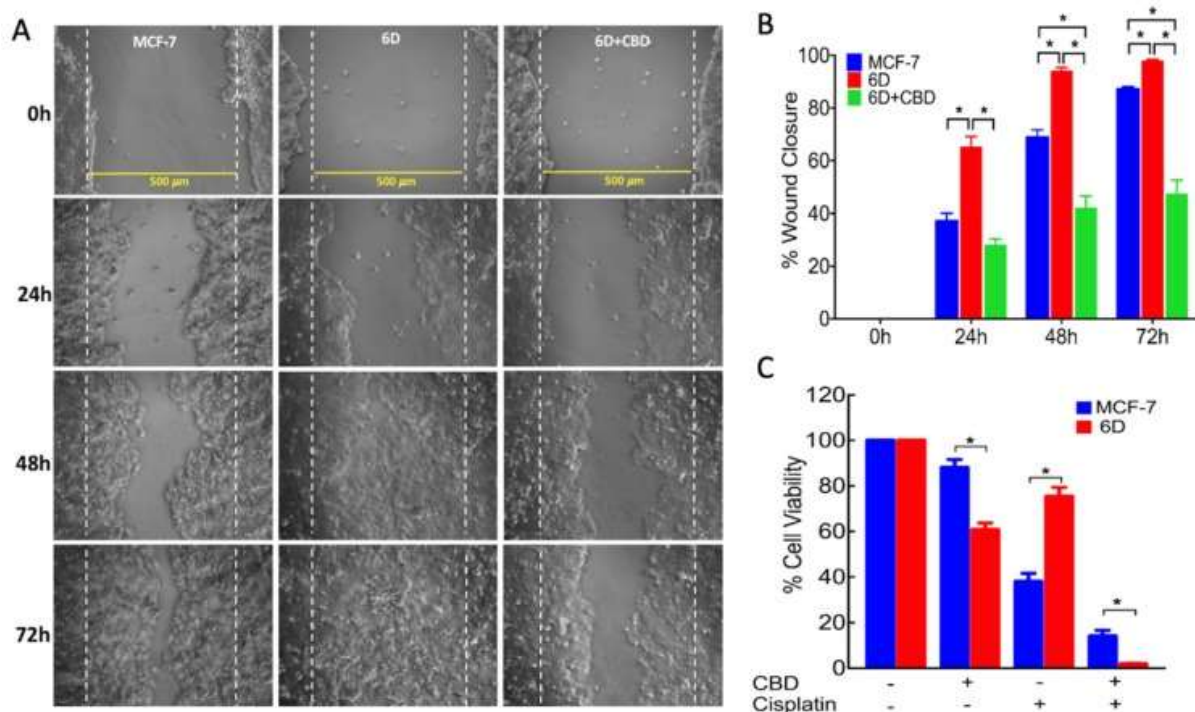 A
MCF-7
6D
6D+CBD
0h
500 µm
500 µm
500 µm
24h
48h
72h
B
MCF-7
6D
6D+CBD
* * * * * * * *
% Wound Closure
100
80
60
40
20
0
0h 24h 48h 72h
C
MCF-7
6D
* * *
% Cell Viability
120
100
80
60
40
20
0
CBD - + - +
Cisplatin - - + +